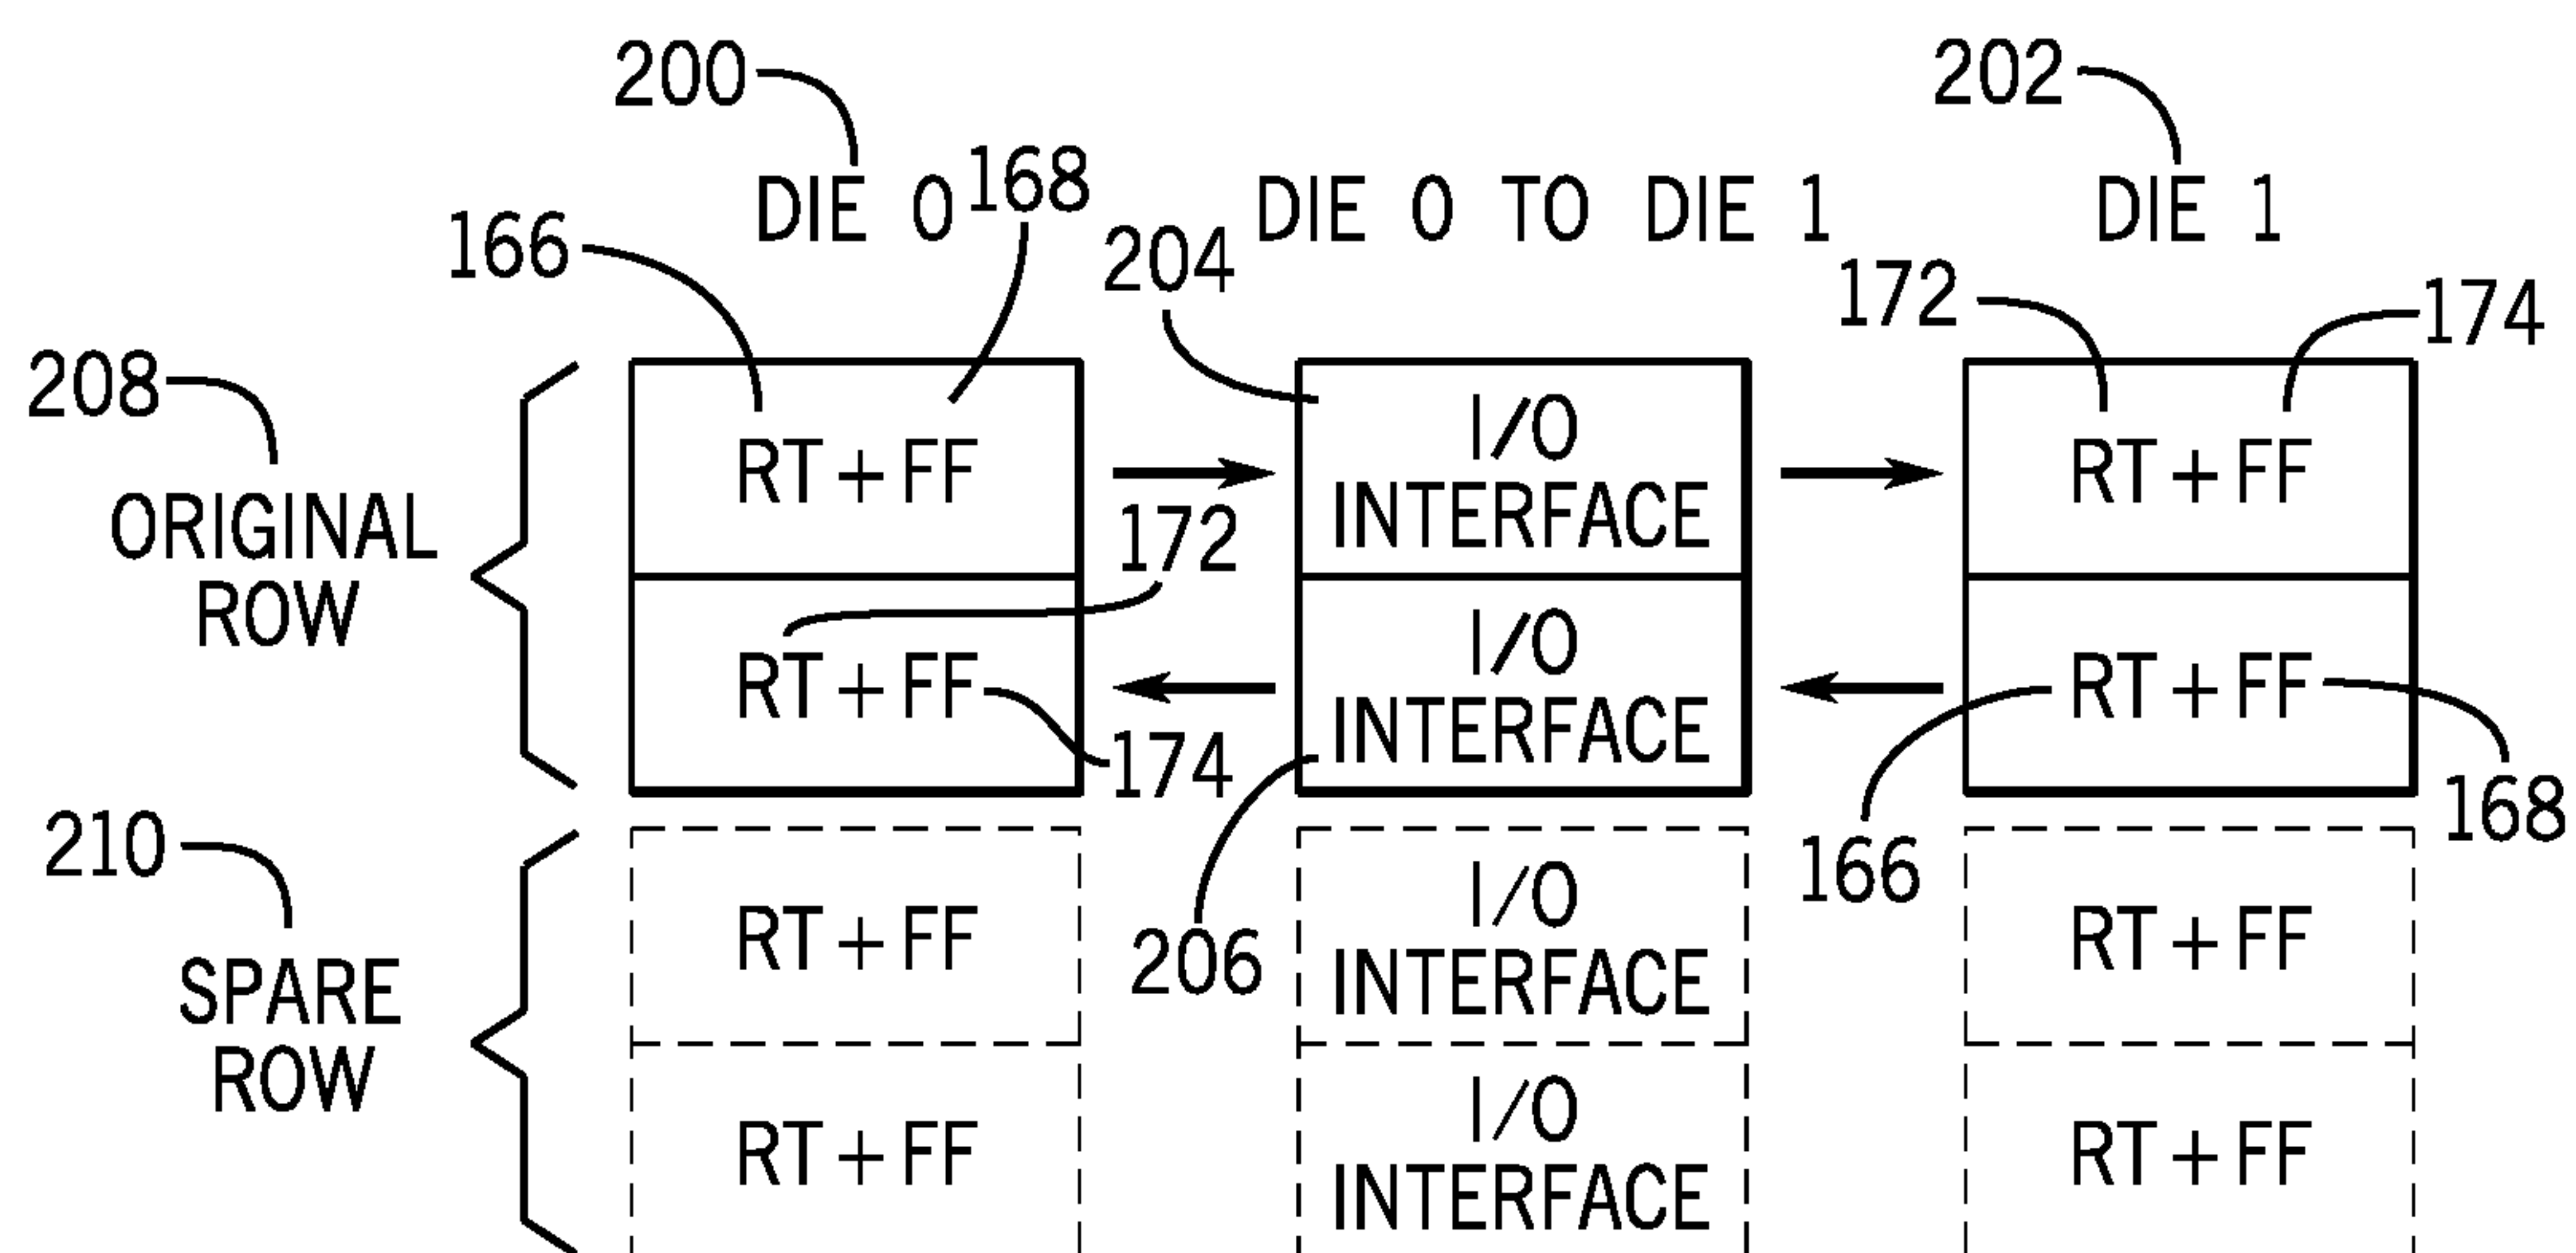 200
202
DIE 0
168
DIE 0 TO DIE 1
DIE 1
166
204
172
174
208
ORIGINAL
ROW
RT + FF
I/O
INTERFACE
RT + FF
172
RT + FF
174
I/O
INTERFACE
RT + FF
166
168
206
210
SPARE
ROW
RT + FF
I/O
INTERFACE
RT + FF
RT + FF
I/O
INTERFACE
RT + FF